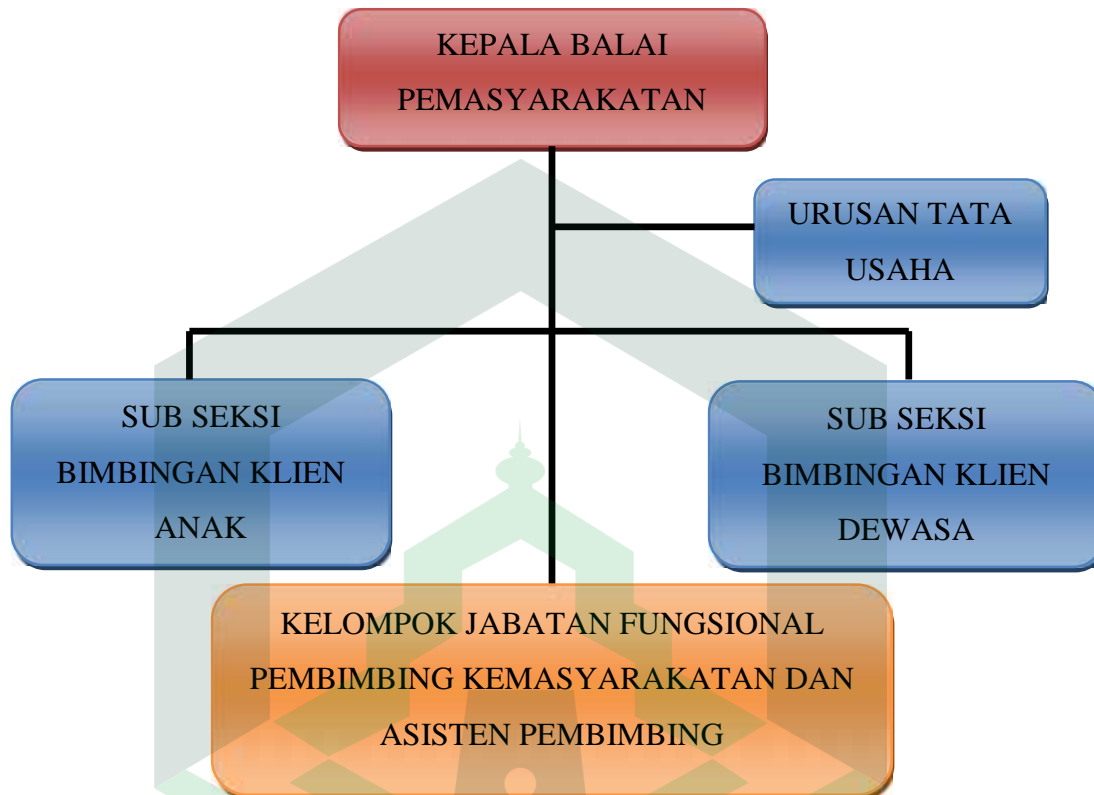 KEPALA BALAI
PEMASYARAKATAN
URUSAN TATA
USAHA
SUB SEKSI
BIMBINGAN KLIEN
ANAK
SUB SEKSI
BIMBINGAN KLIEN
DEWASA
KELOMPOK JABATAN FUNGSIONAL
PEMBIMBING KEMASYARAKATAN DAN
ASISTEN PEMBIMBING